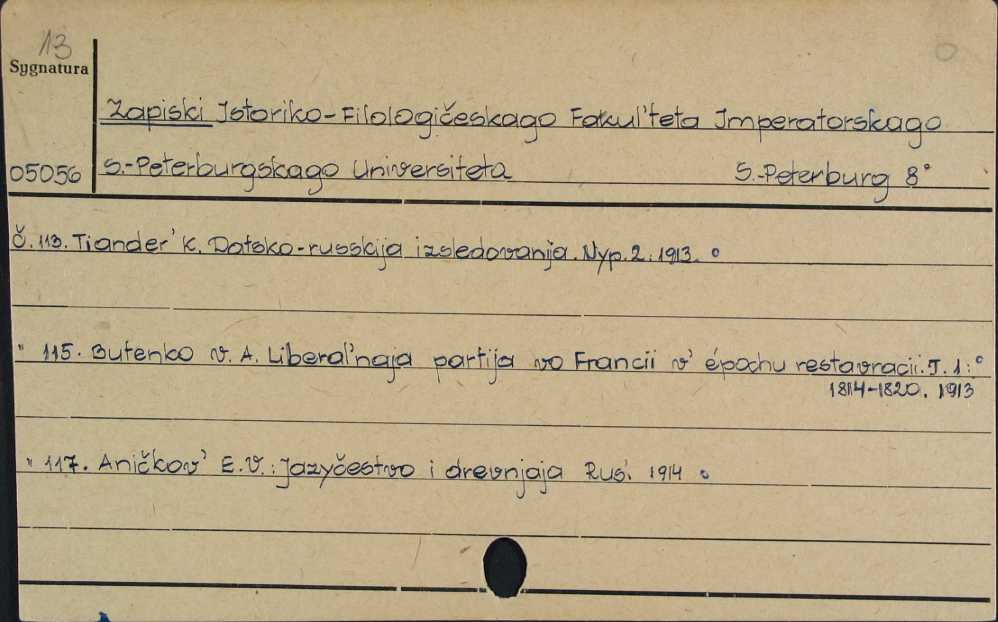 13
Sygnatura
Zapiski Istoriko-Filologičeskago Fakul'teta Imperatorskago
05056 S.-Peterburgskago Universiteta S.-Peterburg 8°
Č. 113. Tiander' K. Datsko-russkija izsledovanja. Vyp. 2. 1913. °
" 115. Butenko V. A. Liberal'naja partija vo Francii v' épochu restavracii. T. 1: °
1814-1820. 1913
" 117. Aničkov' E. V.: Jazyčestvo i drevnjaja Rus'. 1914 °